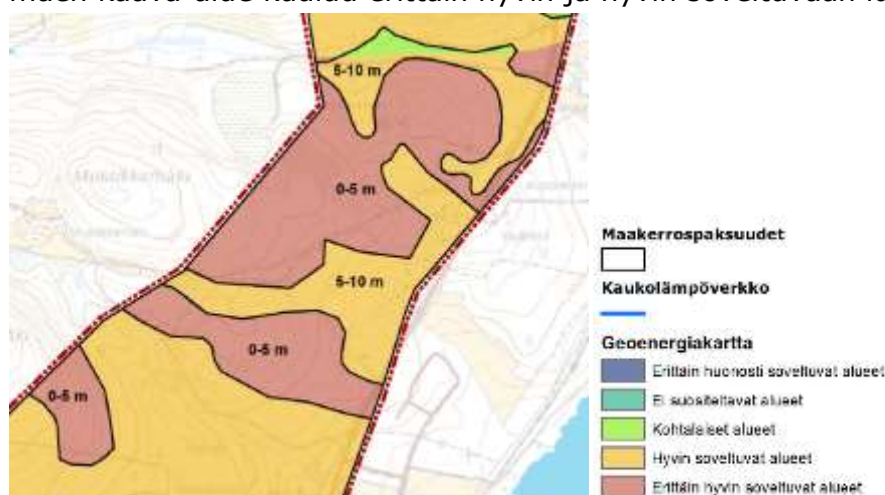 5-10 m
0-5 m
5-10 m
0-5 m
0-5 m
Maakerrospaksuudet
Kaukolämpöverkko
Geoenergiakartta
Erittäin huonosti soveltuvat alueet
Ei suositeltavat alueet
Kohtalaiset alueet
Hyvin soveltuvat alueet
Erittäin hyvin soveltuvat alueet